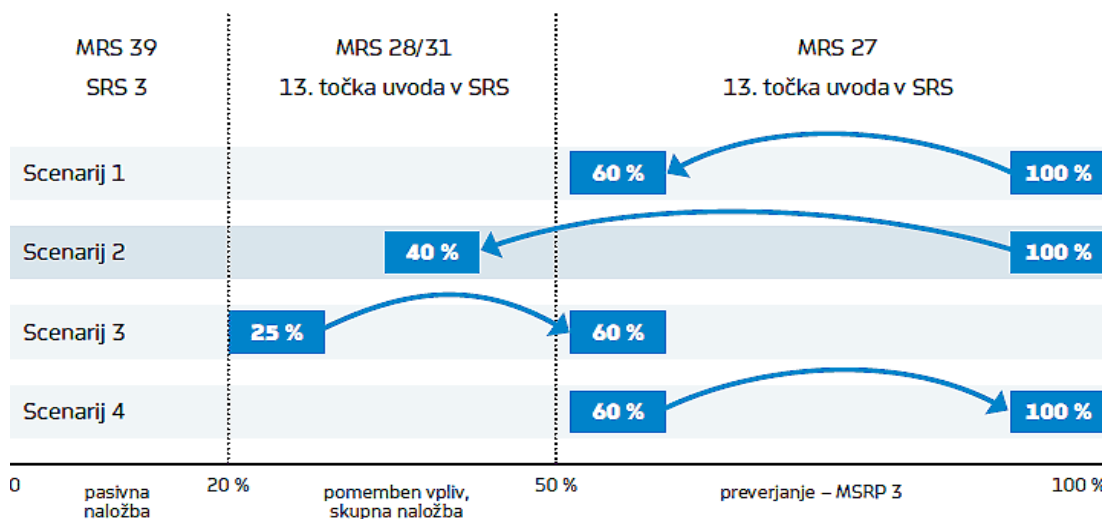 MRS 39
SRS 3
MRS 28/31
13. točka uvoda v SRS
MRS 27
13. točka uvoda v SRS
Scenarij 1
60 %
100 %
Scenarij 2
40 %
100 %
Scenarij 3
25 %
60 %
Scenarij 4
60 %
100 %
0
pasivna
naložba
20 %
pomemben vpliv,
skupna naložba
50 %
preverjanje – MSRP 3
100 %